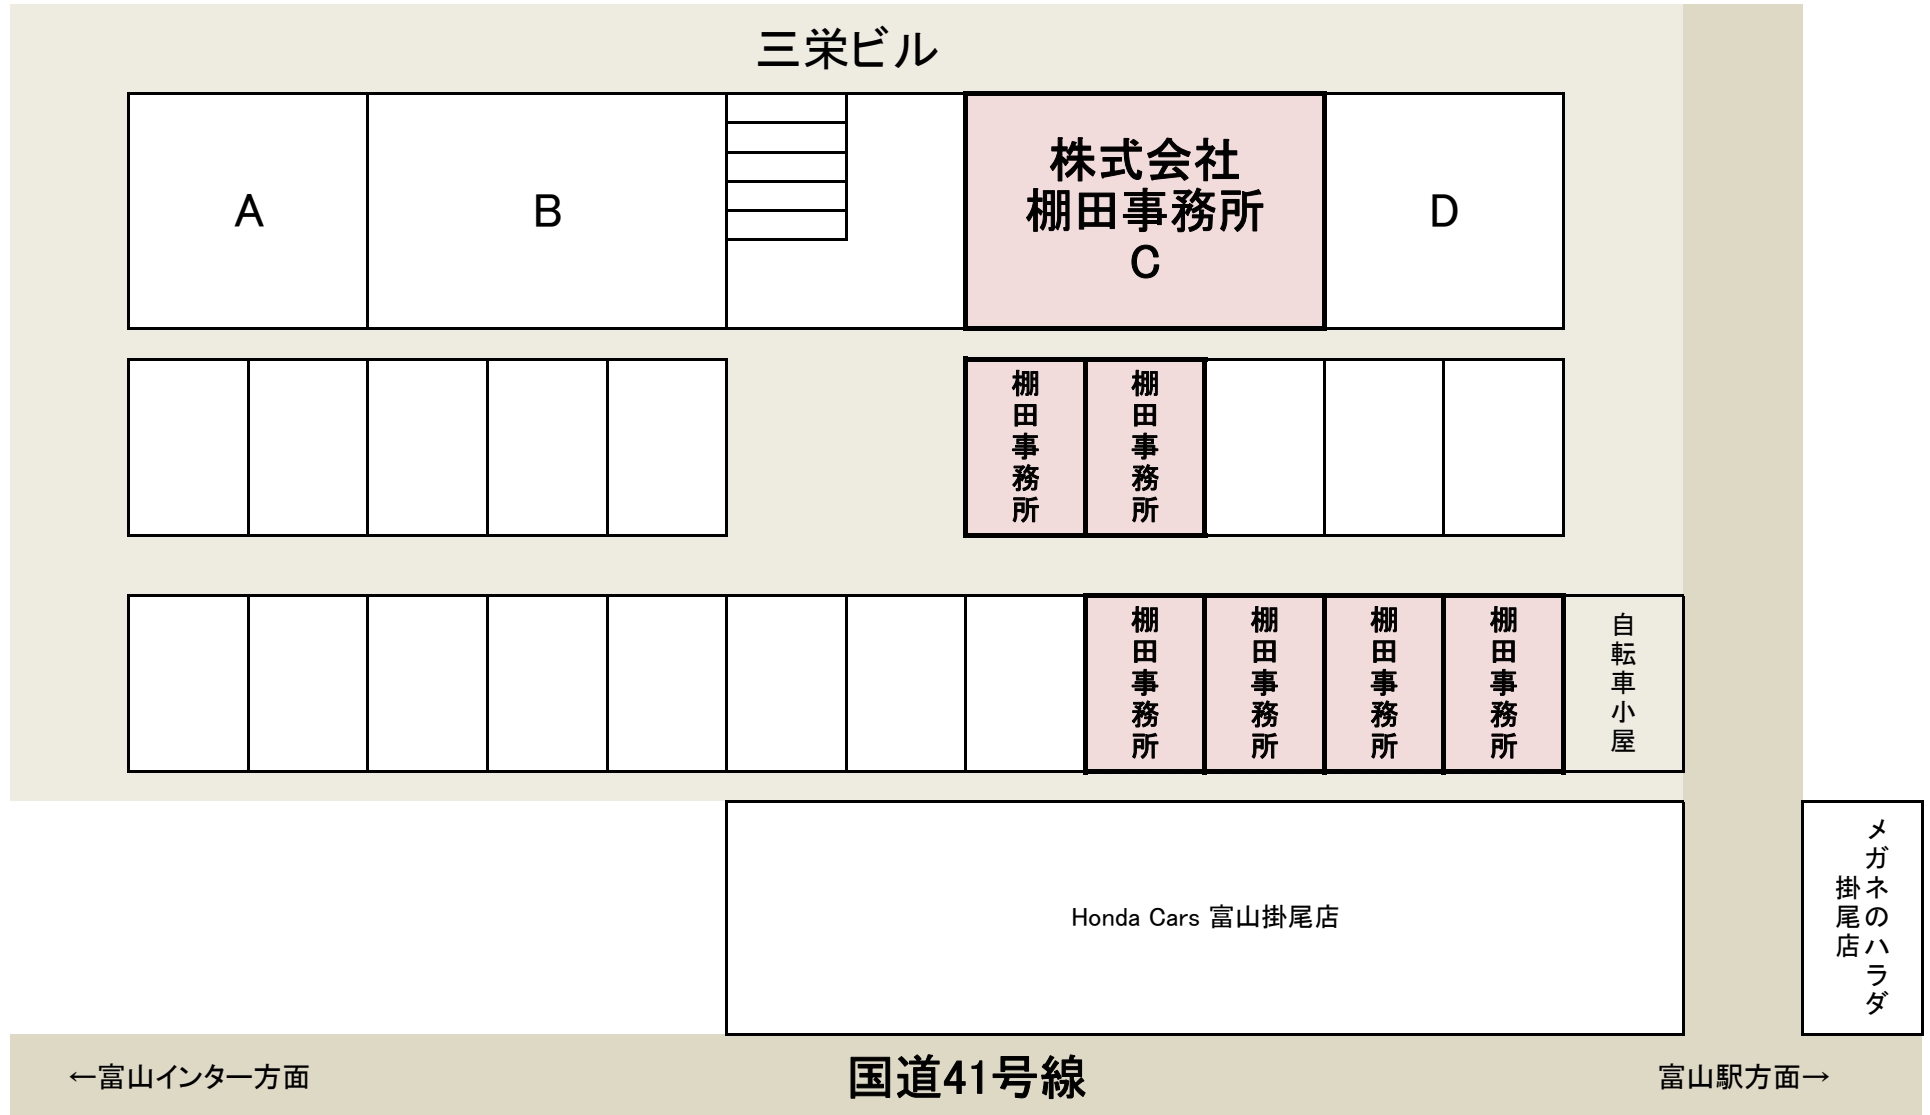 三栄ビル
A
B
株式会社
棚田事務所
C
D
棚田事務所
棚田事務所
棚田事務所
棚田事務所
棚田事務所
棚田事務所
自転車小屋
Honda Cars 富山掛尾店
メガネのハラダ
掛尾店
←富山インター方面
国道41号線
富山駅方面→